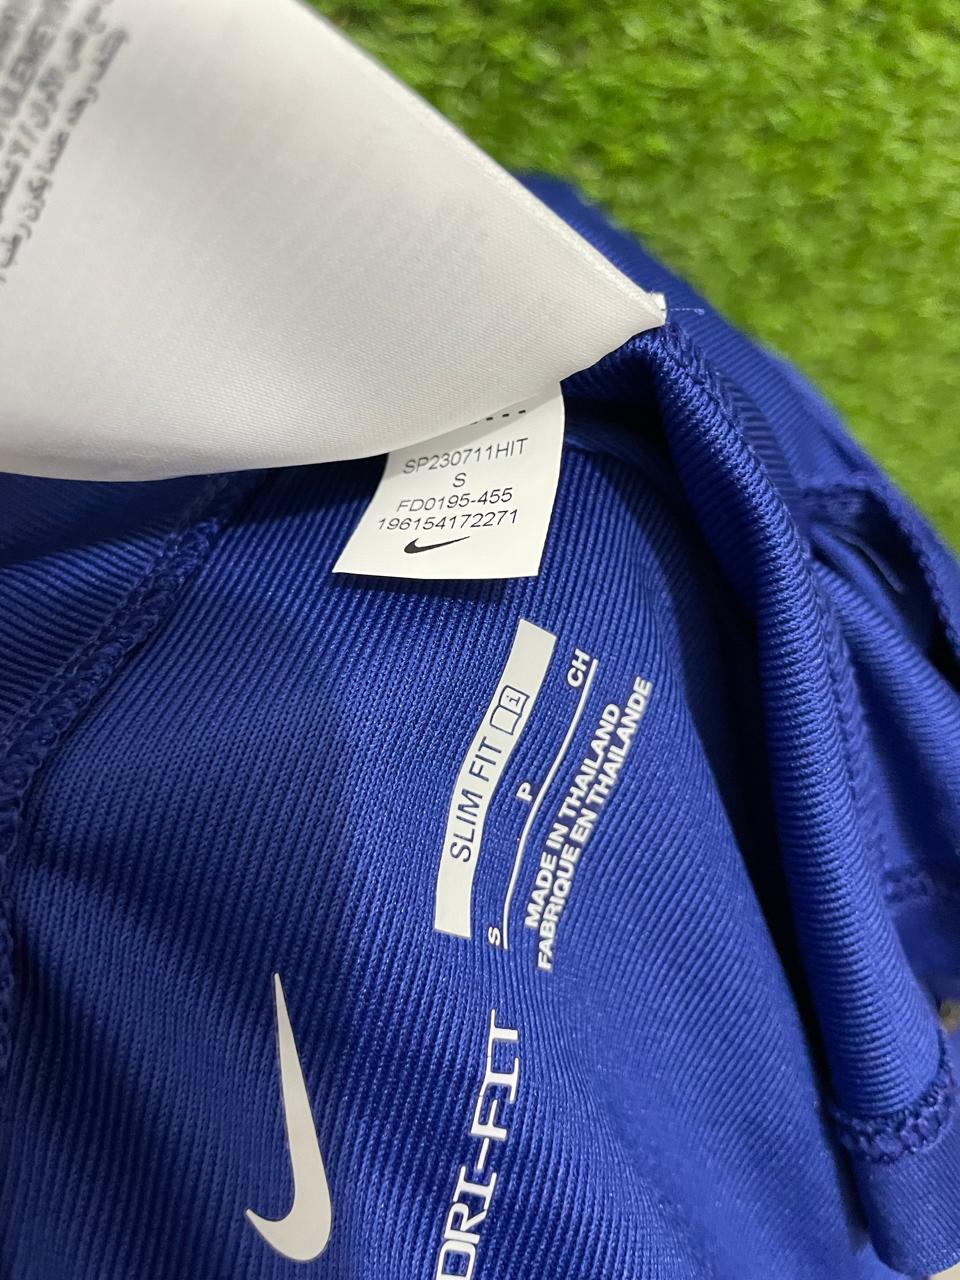 SP230711HIT
S
FD0195-455
196154172271
SLIM FIT
S P CH
MADE IN THAILAND
FABRIQUE EN THAILANDE
DRI-FIT